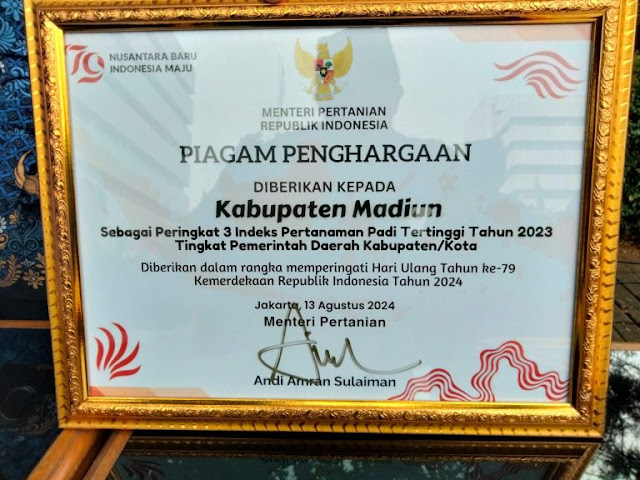 79 NUSANTARA BARU
INDONESIA MAJU
MENTERI PERTANIAN
REPUBLIK INDONESIA
PIAGAM PENGHARGAAN
DIBERIKAN KEPADA
Kabupaten Madiun
Sebagai Peringkat 3 Indeks Pertanaman Padi Tertinggi Tahun 2023
Tingkat Pemerintah Daerah Kabupaten/Kota
Diberikan dalam rangka memperingati Hari Ulang Tahun ke-79
Kemerdekaan Republik Indonesia Tahun 2024
Jakarta, 13 Agustus 2024
Menteri Pertanian
Andi Amran Sulaiman